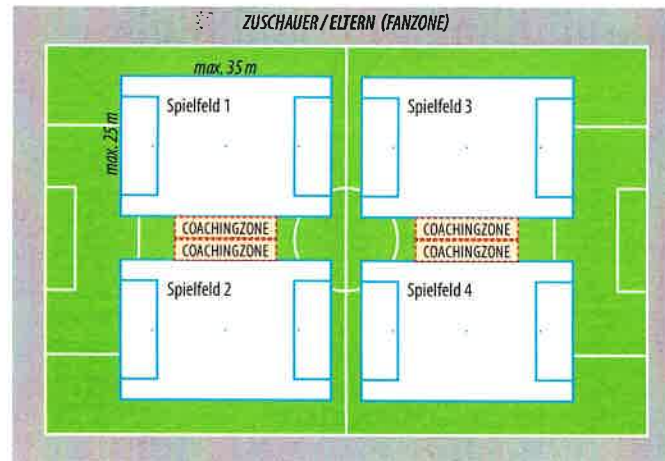 ZUSCHAUER / ELTERN (FANZONE)
max. 35 m
max. 25 m
Spielfeld 1
Spielfeld 3
COACHINGZONE
COACHINGZONE
COACHINGZONE
COACHINGZONE
Spielfeld 2
Spielfeld 4